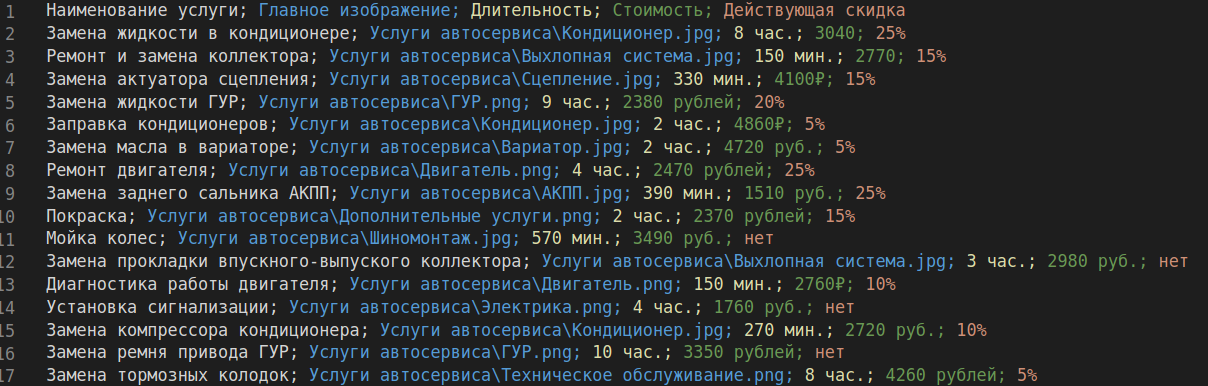 1 Наименование услуги; Главное изображение; Длительность; Стоимость; Действующая скидка
2 Замена жидкости в кондиционере; Услуги автосервиса\Кондиционер.jpg; 8 час.; 3040; 25%
3 Ремонт и замена коллектора; Услуги автосервиса\Выхлопная система.jpg; 150 мин.; 2770; 15%
4 Замена актуатора сцепления; Услуги автосервиса\Сцепление.jpg; 330 мин.; 4100₽; 15%
5 Замена жидкости ГУР; Услуги автосервиса\ГУР.png; 9 час.; 2380 рублей; 20%
6 Заправка кондиционеров; Услуги автосервиса\Кондиционер.jpg; 2 час.; 4860₽; 5%
7 Замена масла в вариаторе; Услуги автосервиса\Вариатор.jpg; 2 час.; 4720 руб.; 5%
8 Ремонт двигателя; Услуги автосервиса\Двигатель.png; 4 час.; 2470 рублей; 25%
9 Замена заднего сальника АКПП; Услуги автосервиса\АКПП.jpg; 390 мин.; 1510 руб.; 25%
10 Покраска; Услуги автосервиса\Дополнительные услуги.png; 2 час.; 2370 рублей; 15%
11 Мойка колес; Услуги автосервиса\Шиномонтаж.jpg; 570 мин.; 3490 руб.; нет
12 Замена прокладки впускного-выпуского коллектора; Услуги автосервиса\Выхлопная система.jpg; 3 час.; 2980 руб.; нет
13 Диагностика работы двигателя; Услуги автосервиса\Двигатель.png; 150 мин.; 2760₽; 10%
14 Установка сигнализации; Услуги автосервиса\Электрика.png; 4 час.; 1760 руб.; нет
15 Замена компрессора кондиционера; Услуги автосервиса\Кондиционер.jpg; 270 мин.; 2720 руб.; 10%
16 Замена ремня привода ГУР; Услуги автосервиса\ГУР.png; 10 час.; 3350 рублей; нет
17 Замена тормозных колодок; Услуги автосервиса\Техническое обслуживание.png; 8 час.; 4260 рублей; 5%